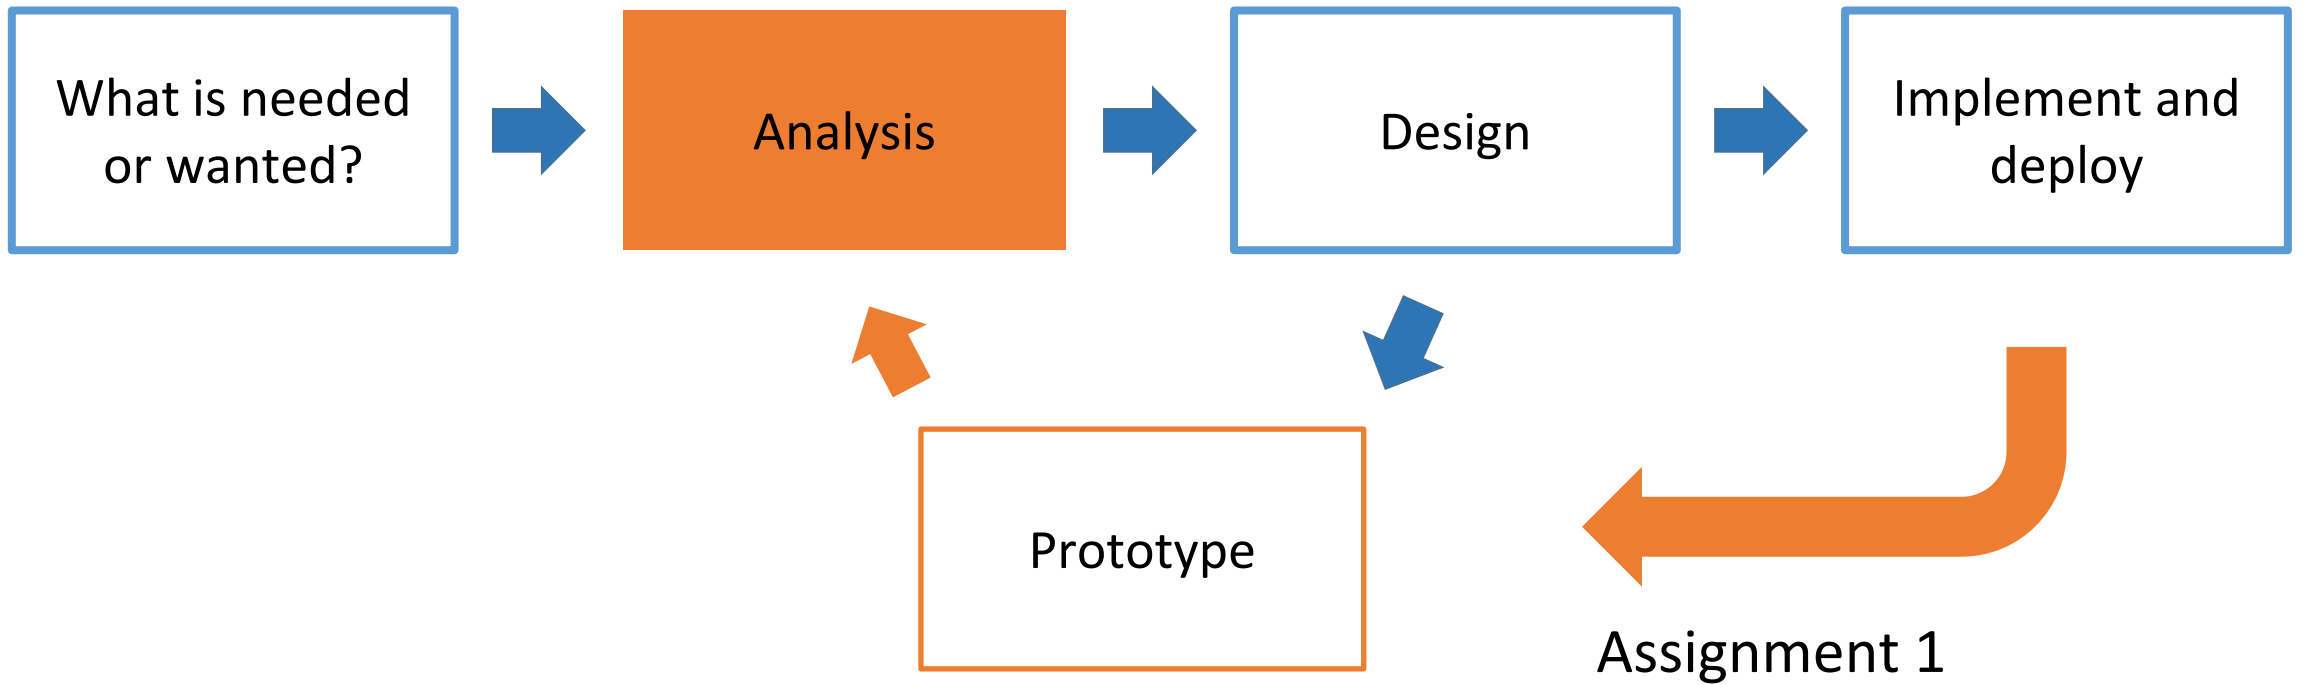 What is needed
or wanted?
Analysis
Design
Implement and
deploy
Prototype
Assignment 1